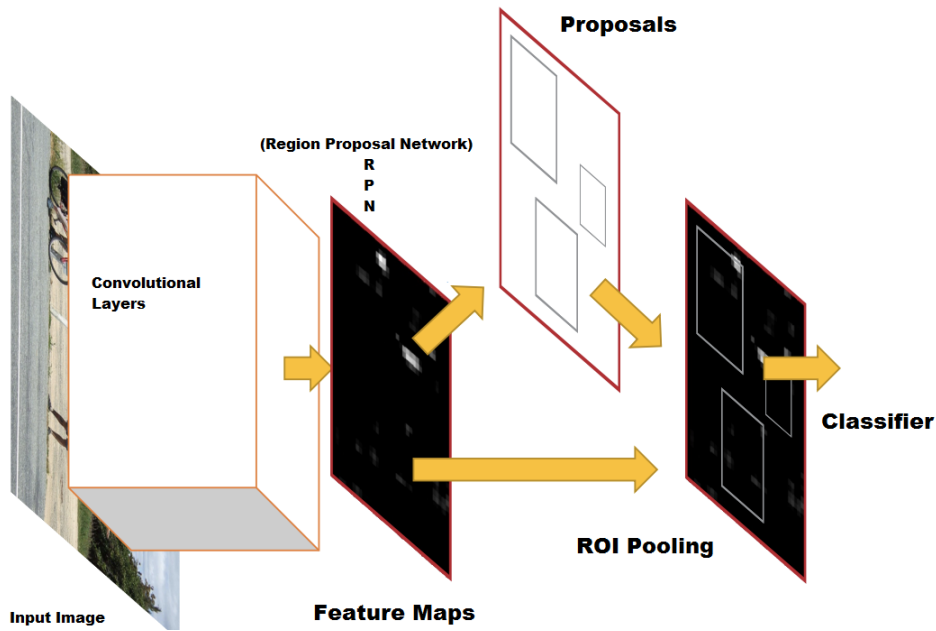 Proposals
(Region Proposal Network)
R
P
N
Convolutional
Layers
Classifier
ROI Pooling
Feature Maps
Input Image